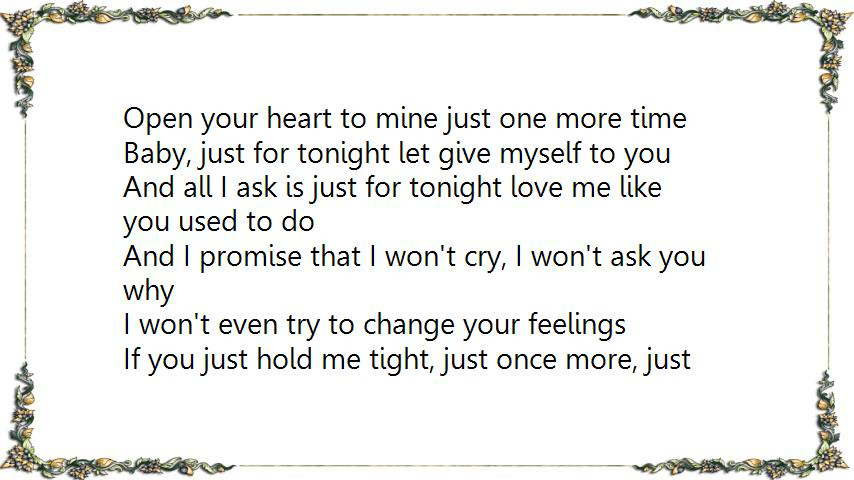 Open your heart to mine just one more time
Baby, just for tonight let give myself to you
And all I ask is just for tonight love me like
you used to do
And I promise that I won't cry, I won't ask you
why
I won't even try to change your feelings
If you just hold me tight, just once more, just